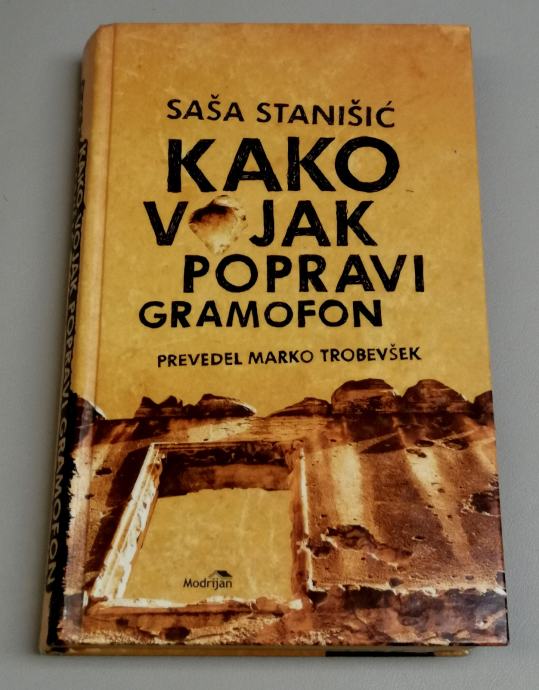 SAŠA STANIŠIĆ
KAKO
VOJAK
POPRAVI
GRAMOFON
PREVEDEL MARKO TROBEVŠEK
Modrijan
KAKO VOJAK POPRAVI GRAMOFON